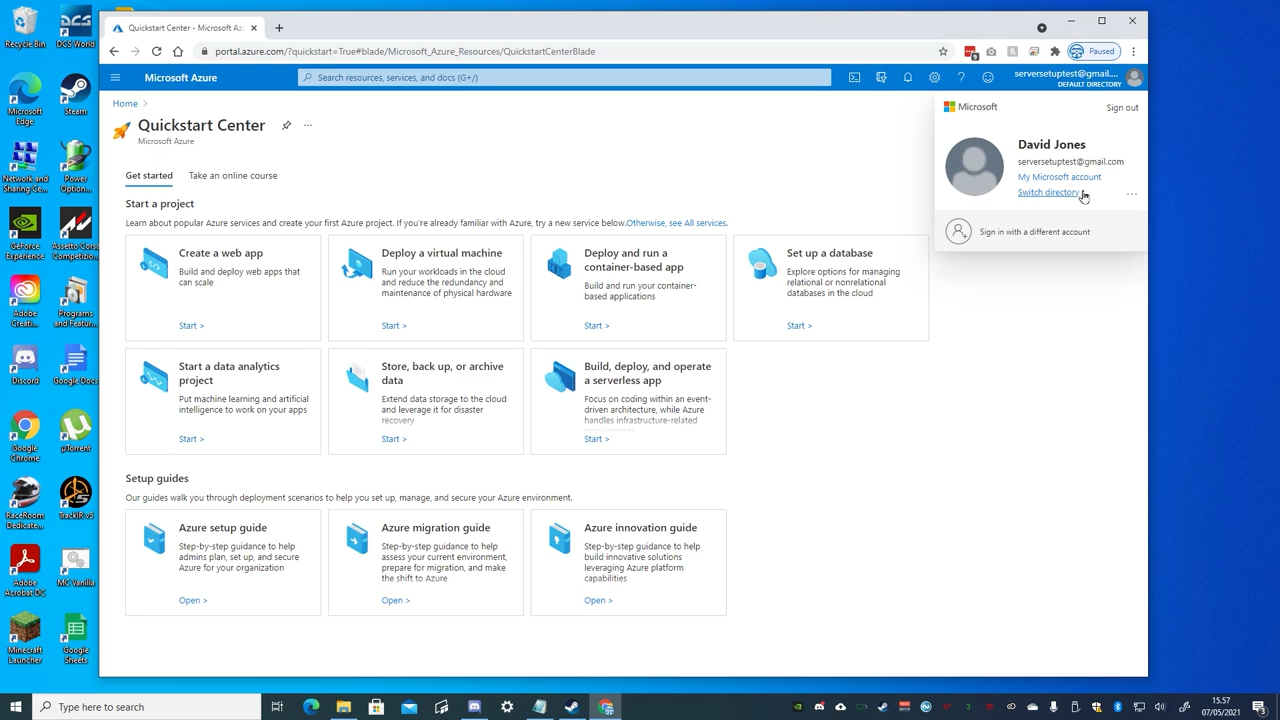 Recycle Bin
DCS World
Microsoft Edge
Steam
Network and Sharing Ce...
Power Option...
GeForce Experience
Assetto Corsa Competizio...
Adobe Creati...
Programs and Featur...
Discord
Google Docs
Google Chrome
µTorrent
RaceRoom Dedicate...
TrackIR v5
Adobe Acrobat DC
MC Vanilla
Minecraft Launcher
Google Sheets
Quickstart Center - Microsoft Az
portal.azure.com/?quickstart=True#blade/Microsoft_Azure_Resources/QuickstartCenterBlade
Paused
Microsoft Azure
Search resources, services, and docs (G+/)
serversetuptest@gmail....
DEFAULT DIRECTORY
Home
Quickstart Center
Microsoft Azure
Microsoft
Sign out
David Jones
serversetuptest@gmail.com
My Microsoft account
Switch directory
Sign in with a different account
Get started
Take an online course
Start a project
Learn about popular Azure services and create your first Azure project. If you're already familiar with Azure, try a new service below.Otherwise, see All services.
Create a web app
Build and deploy web apps that
can scale
Start >
Deploy a virtual machine
Run your workloads in the cloud
and reduce the redundancy and
maintenance of physical hardware
Start >
Deploy and run a
container-based app
Build and run your container-
based applications
Start >
Set up a database
Explore options for managing
relational or nonrelational
databases in the cloud
Start >
Start a data analytics
project
Put machine learning and artificial
intelligence to work on your apps
Start >
Store, back up, or archive
data
Extend data storage to the cloud
and leverage it for disaster
recovery
Start >
Build, deploy, and operate
a serverless app
Focus on coding within an event-
driven architecture, while Azure
handles infrastructure-related
Start >
Setup guides
Our guides walk you through deployment scenarios to help you set up, manage, and secure your Azure environment.
Azure setup guide
Step-by-step guidance to help
admins plan, set up, and secure
Azure for your organization
Open >
Azure migration guide
Step-by-step guidance to help
assess your current environment,
prepare for migration, and make
the shift to Azure
Open >
Azure innovation guide
Step-by-step guidance to help
build innovative solutions
leveraging Azure platform
capabilities
Open >
Type here to search
15.57
07/05/2021